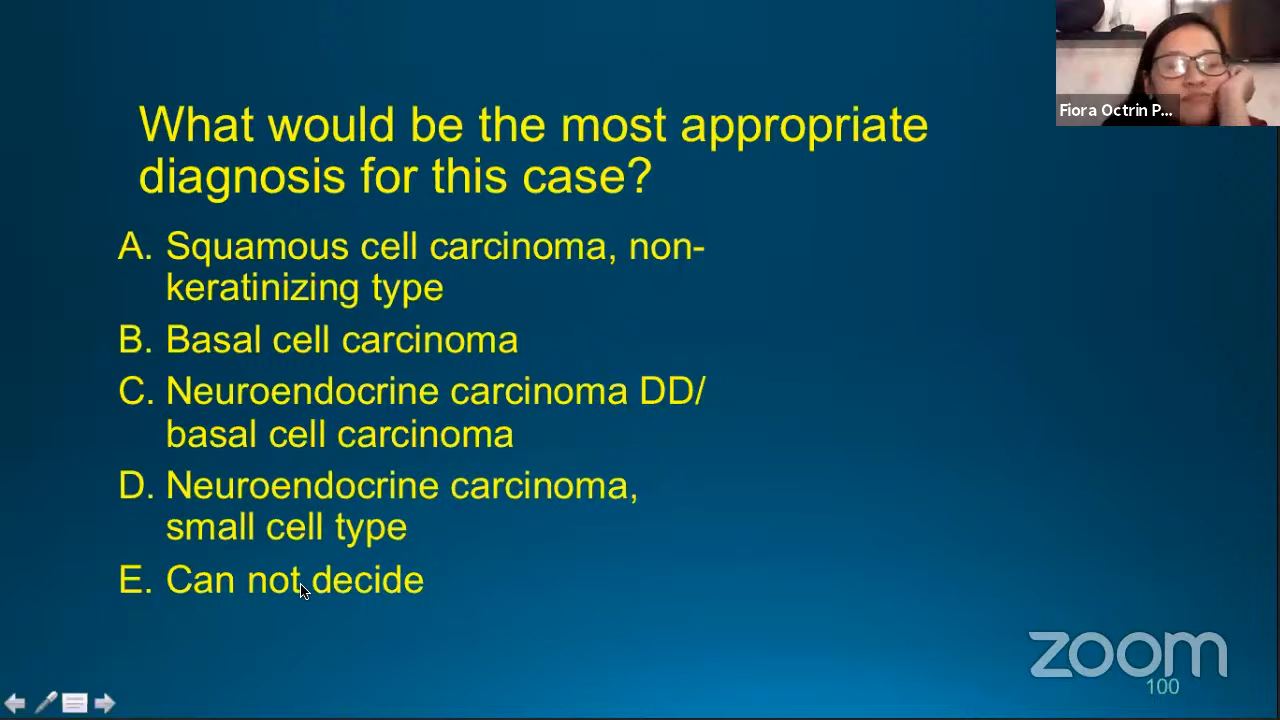 Fiora Octrin P...
What would be the most appropriate
diagnosis for this case?
A. Squamous cell carcinoma, non-
keratinizing type
B. Basal cell carcinoma
C. Neuroendocrine carcinoma DD/
basal cell carcinoma
D. Neuroendocrine carcinoma,
small cell type
E. Can not decide
zoom
100